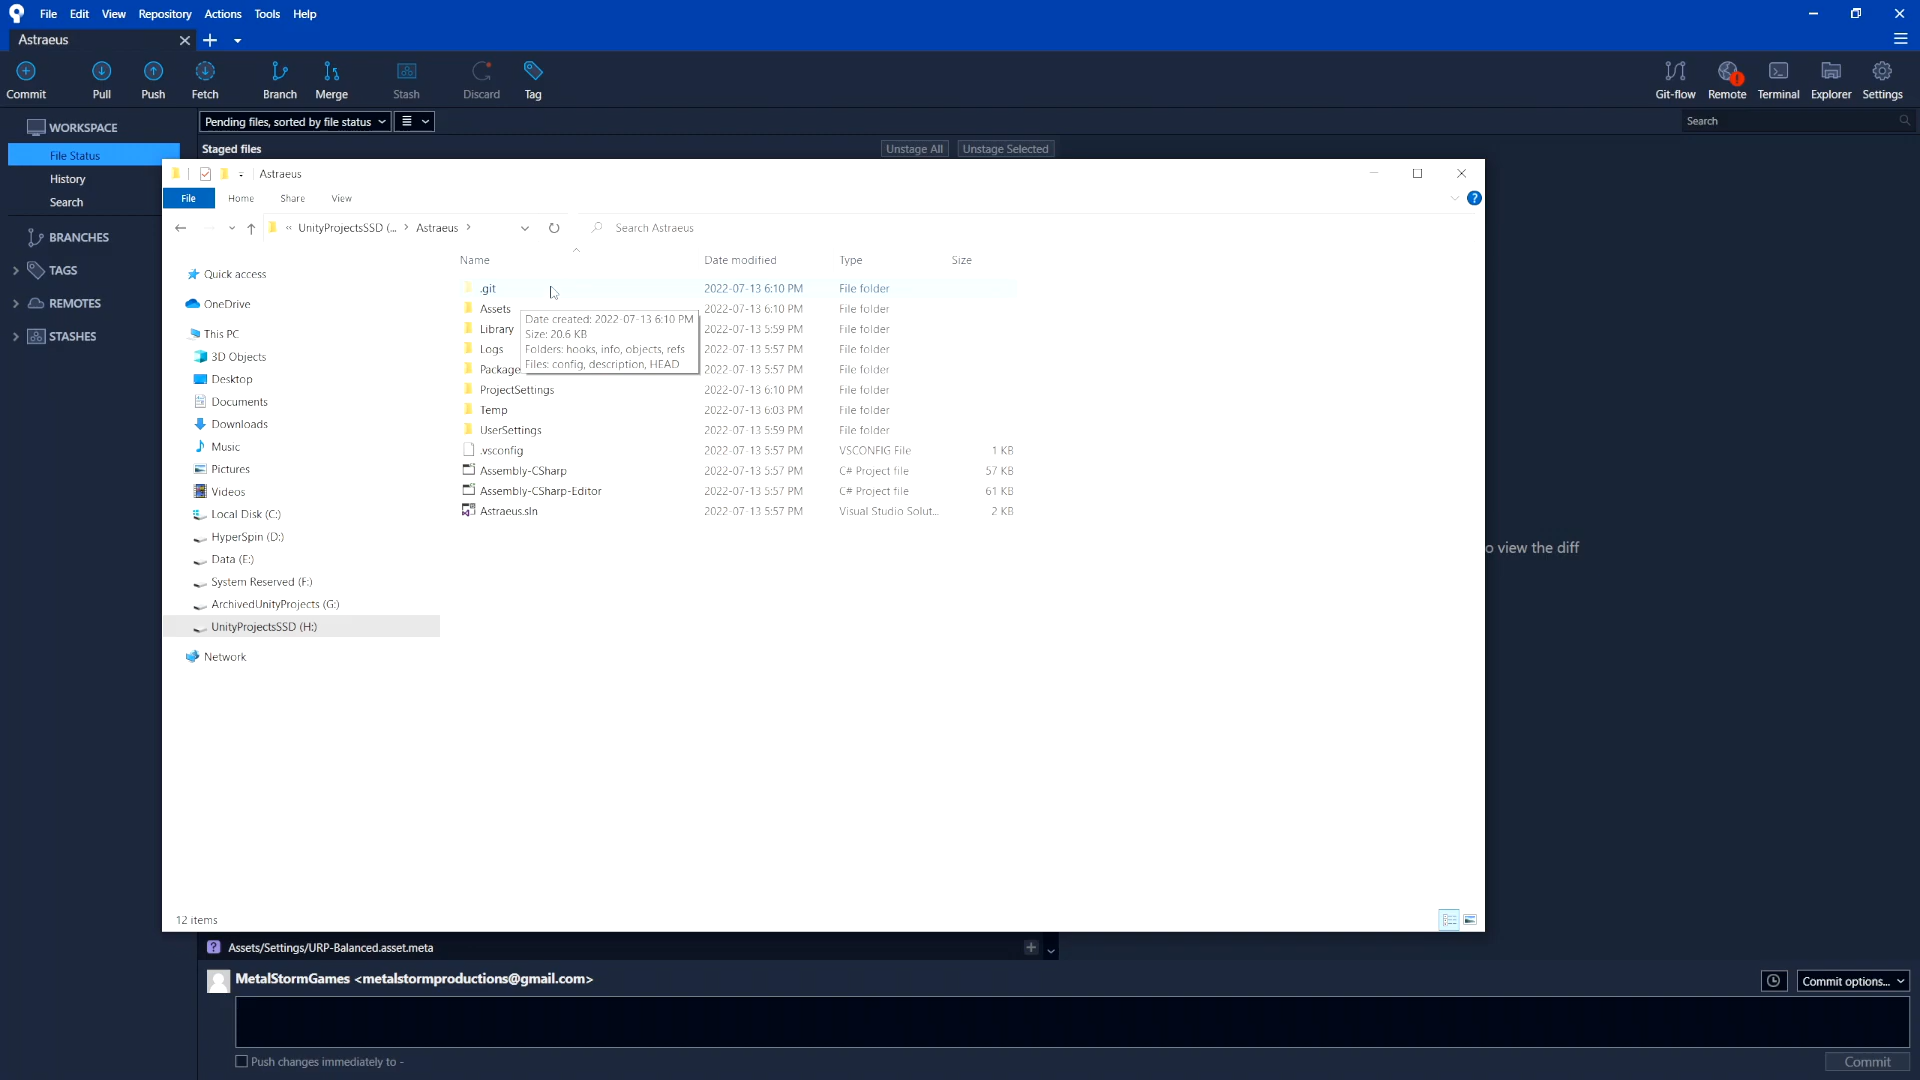 File Edit View Repository Actions Tools Help
Astraeus
Commit Pull Push Fetch Branch Merge Stash Discard Tag Git-flow Remote Terminal Explorer Settings
WORKSPACE
File Status
History
Search
BRANCHES
TAGS
REMOTES
STASHES
Pending files, sorted by file status
Search
Staged files Unstage All Unstage Selected
Astraeus
File Home Share View
« UnityProjectsSSD (... > Astraeus > Search Astraeus
Quick access
OneDrive
This PC
3D Objects
Desktop
Documents
Downloads
Music
Pictures
Videos
Local Disk (C:)
HyperSpin (D:)
Data (E:)
System Reserved (F:)
ArchivedUnityProjects (G:)
UnityProjectsSSD (H:)
Network
Name Date modified Type Size
.git 2022-07-13 6:10 PM File folder
Assets 2022-07-13 6:10 PM File folder
Library 2022-07-13 5:59 PM File folder
Logs 2022-07-13 5:57 PM File folder
Package 2022-07-13 5:57 PM File folder
ProjectSettings 2022-07-13 6:10 PM File folder
Temp 2022-07-13 6:03 PM File folder
UserSettings 2022-07-13 5:59 PM File folder
.vsconfig 2022-07-13 5:57 PM VSCONFIG File 1 KB
Assembly-CSharp 2022-07-13 5:57 PM C# Project file 57 KB
Assembly-CSharp-Editor 2022-07-13 5:57 PM C# Project file 61 KB
Astraeus.sln 2022-07-13 5:57 PM Visual Studio Solut... 2 KB
Date created: 2022-07-13 6:10 PM
Size: 20.6 KB
Folders: hooks, info, objects, refs
Files: config, description, HEAD
o view the diff
12 items
Assets/Settings/URP-Balanced.asset.meta
MetalStormGames <metalstormproductions@gmail.com>
Commit options...
Push changes immediately to -
Commit